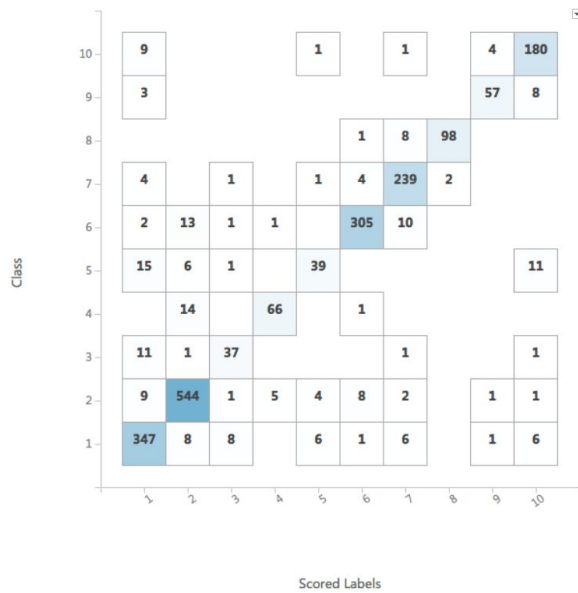 10 9 1 1 4 180
9 3 57 8
8 1 8 98
7 4 1 1 4 239 2
6 2 13 1 1 305 10
5 15 6 1 39 11
4 14 66 1
3 11 1 37 1 1
2 9 544 1 5 4 8 2 1 1
1 347 8 8 6 1 6 1 6
Class
1 2 3 4 5 6 7 8 9 10
Scored Labels